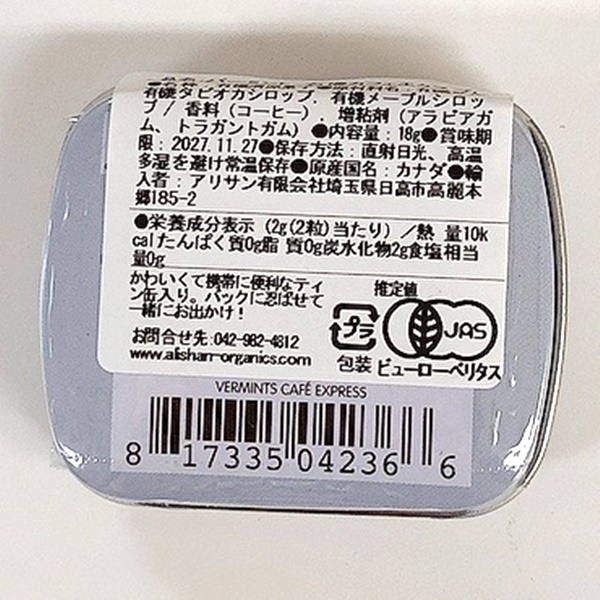 有機タピオカシロップ、有機メープルシロッ
プ / 香料（コーヒー）、増粘剤（アラビアガ
ム、トラガントガム）●内容量：18g●賞味期
限：2027.11.27●保存方法：直射日光、高温
多湿を避け常温保存●原産国名：カナダ●輸
入者：アリサン有限会社埼玉県日高市高麗本
郷185-2
●栄養成分表示（2g(2粒)当たり）／熱 量10k
calたんぱく質0g脂 質0g炭水化物2g食塩相当
量0g
推定値
かわいくて携帯に便利なティ
ン缶入り。バックに忍ばせて
一緒にお出かけ！
お問合せ先:042-982-4812
www.alishan-organics.com
プラ
包装
JAS
ビューローベリタス
VERMINTS CAFÉ EXPRESS
8 17335 04236 6